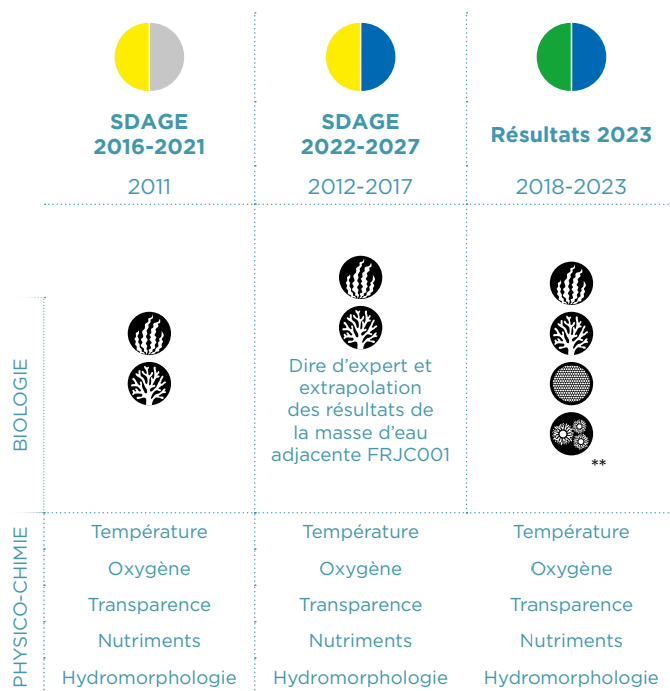 SDAGE
2016-2021
2011
SDAGE
2022-2027
2012-2017
Résultats 2023
2018-2023
BIOLOGIE
Dire d'expert et
extrapolation
des résultats de
la masse d'eau
adjacente FRJC001
**
PHYSICO-CHIMIE
Température
Température
Température
Oxygène
Oxygène
Oxygène
Transparence
Transparence
Transparence
Nutriments
Nutriments
Nutriments
Hydromorphologie
Hydromorphologie
Hydromorphologie